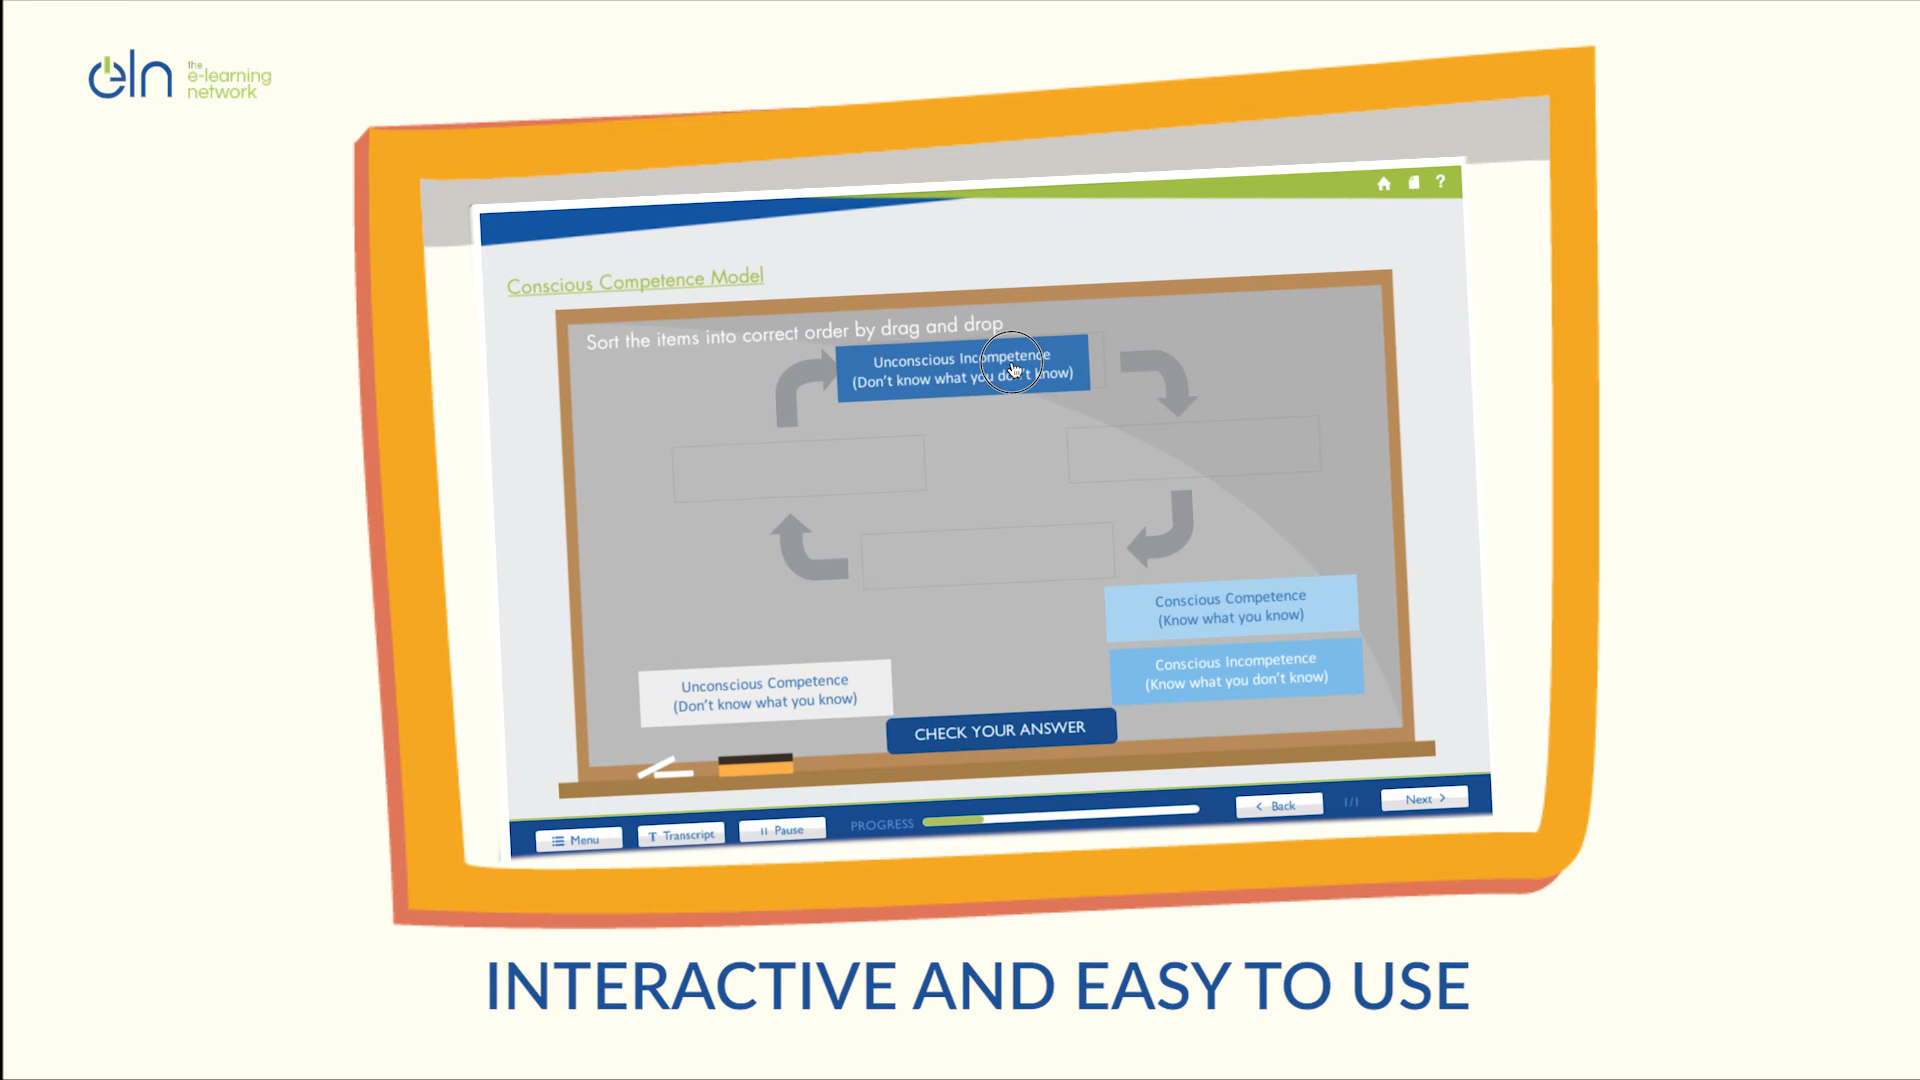 eln
the
e-learning
network
?
Conscious Competence Model
Sort the items into correct order by drag and drop
Unconscious Incompetence
(Don't know what you don't know)
Conscious Competence
(Know what you know)
Conscious Incompetence
(Know what you don't know)
Unconscious Competence
(Don't know what you know)
CHECK YOUR ANSWER
Menu
T Transcript
Pause
PROGRESS
< Back
1/1
Next >
INTERACTIVE AND EASY TO USE